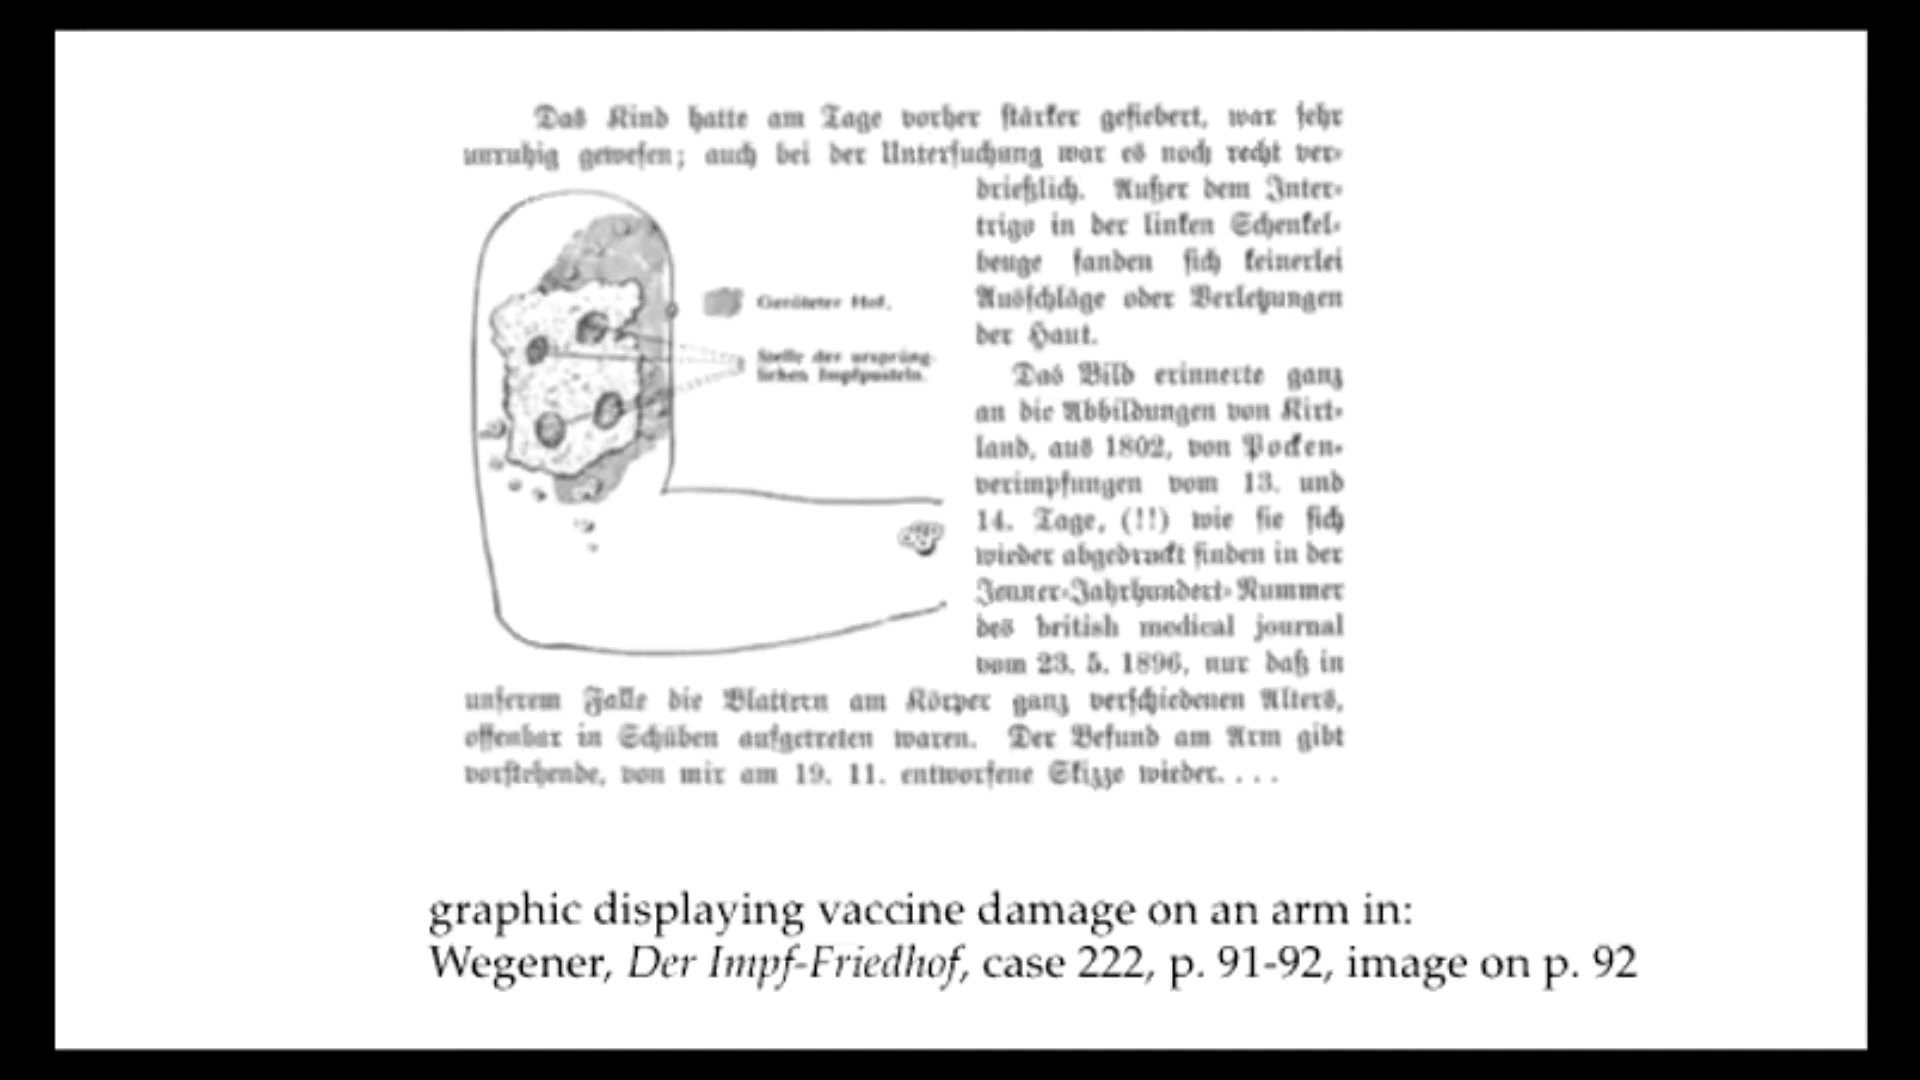 Das Kind hatte am Tage vorher stärker gefiebert, war sehr
unruhig gewesen; auch bei der Untersuchung war es noch recht ver-
drießlich. Außer dem Inter-
trigo in der linken Schenkel-
beuge fanden sich keinerlei
Ausschläge oder Verletzungen
der Haut.
Geröteter Hof.
Stelle der ursprüng-
lichen Impfpusteln.
Das Bild erinnerte ganz
an die Abbildungen von Kirt-
land, aus 1802, von Pocken-
verimpfungen vom 13. und
14. Tage, (!!) wie sie sich
wieder abgedruckt finden in der
Jenner-Jahrhundert-Nummer
des british medical journal
vom 23. 5. 1896, nur daß in
unserem Falle die Blattern am Körper ganz verschiedenen Alters,
offenbar in Schüben aufgetreten waren. Der Befund am Arm gibt
vorstehende, von mir am 19. 11. entworfene Skizze wieder. . . .
graphic displaying vaccine damage on an arm in:
Wegener, Der Impf-Friedhof, case 222, p. 91-92, image on p. 92